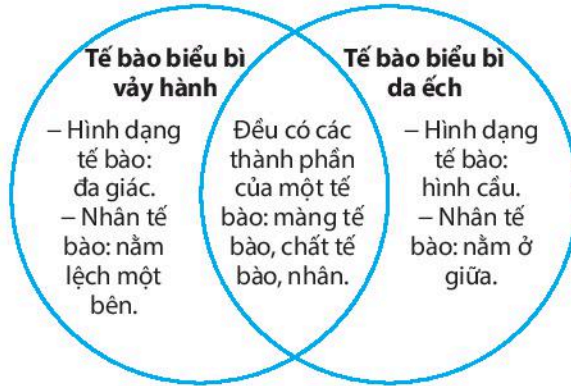 Tế bào biểu bì
vảy hành
– Hình dạng
tế bào:
đa giác.
– Nhân tế
bào: nằm
lệch một
bên.
Đều có các
thành phần
của một tế
bào: màng tế
bào, chất tế
bào, nhân.
Tế bào biểu bì
da ếch
– Hình dạng
tế bào:
hình cầu.
– Nhân tế
bào: nằm ở
giữa.